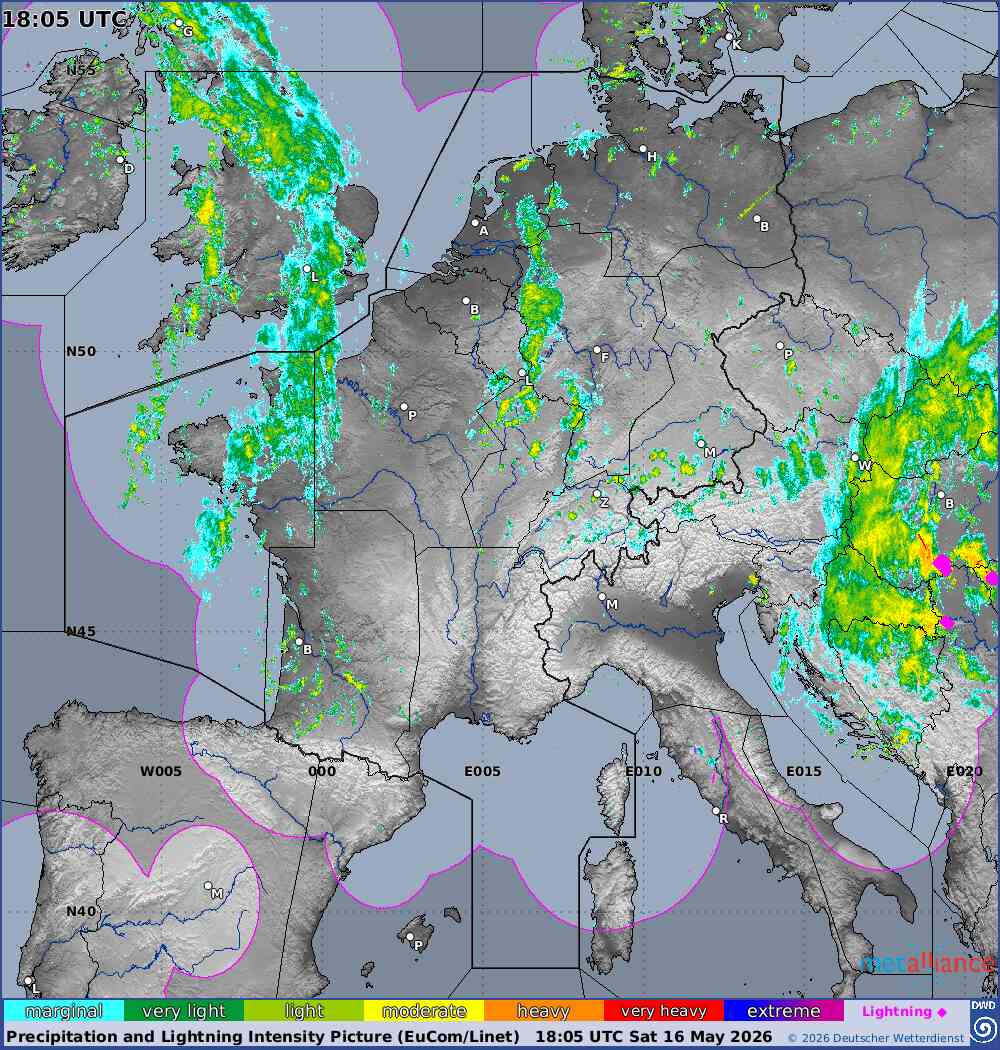 18:05 UTC
G
K
N55
D
H
A
B
L
B
N50
F
P
L
P
M
W
Z
B
M
N45
B
W005
000
E005
E010
E015
E020
R
M
N40
P
L
metalliance
marginal very light light moderate heavy very heavy extreme Lightning ◆
DWD
Precipitation and Lightning Intensity Picture (EuCom/Linet) 18:05 UTC Sat 16 May 2026 © 2026 Deutscher Wetterdienst